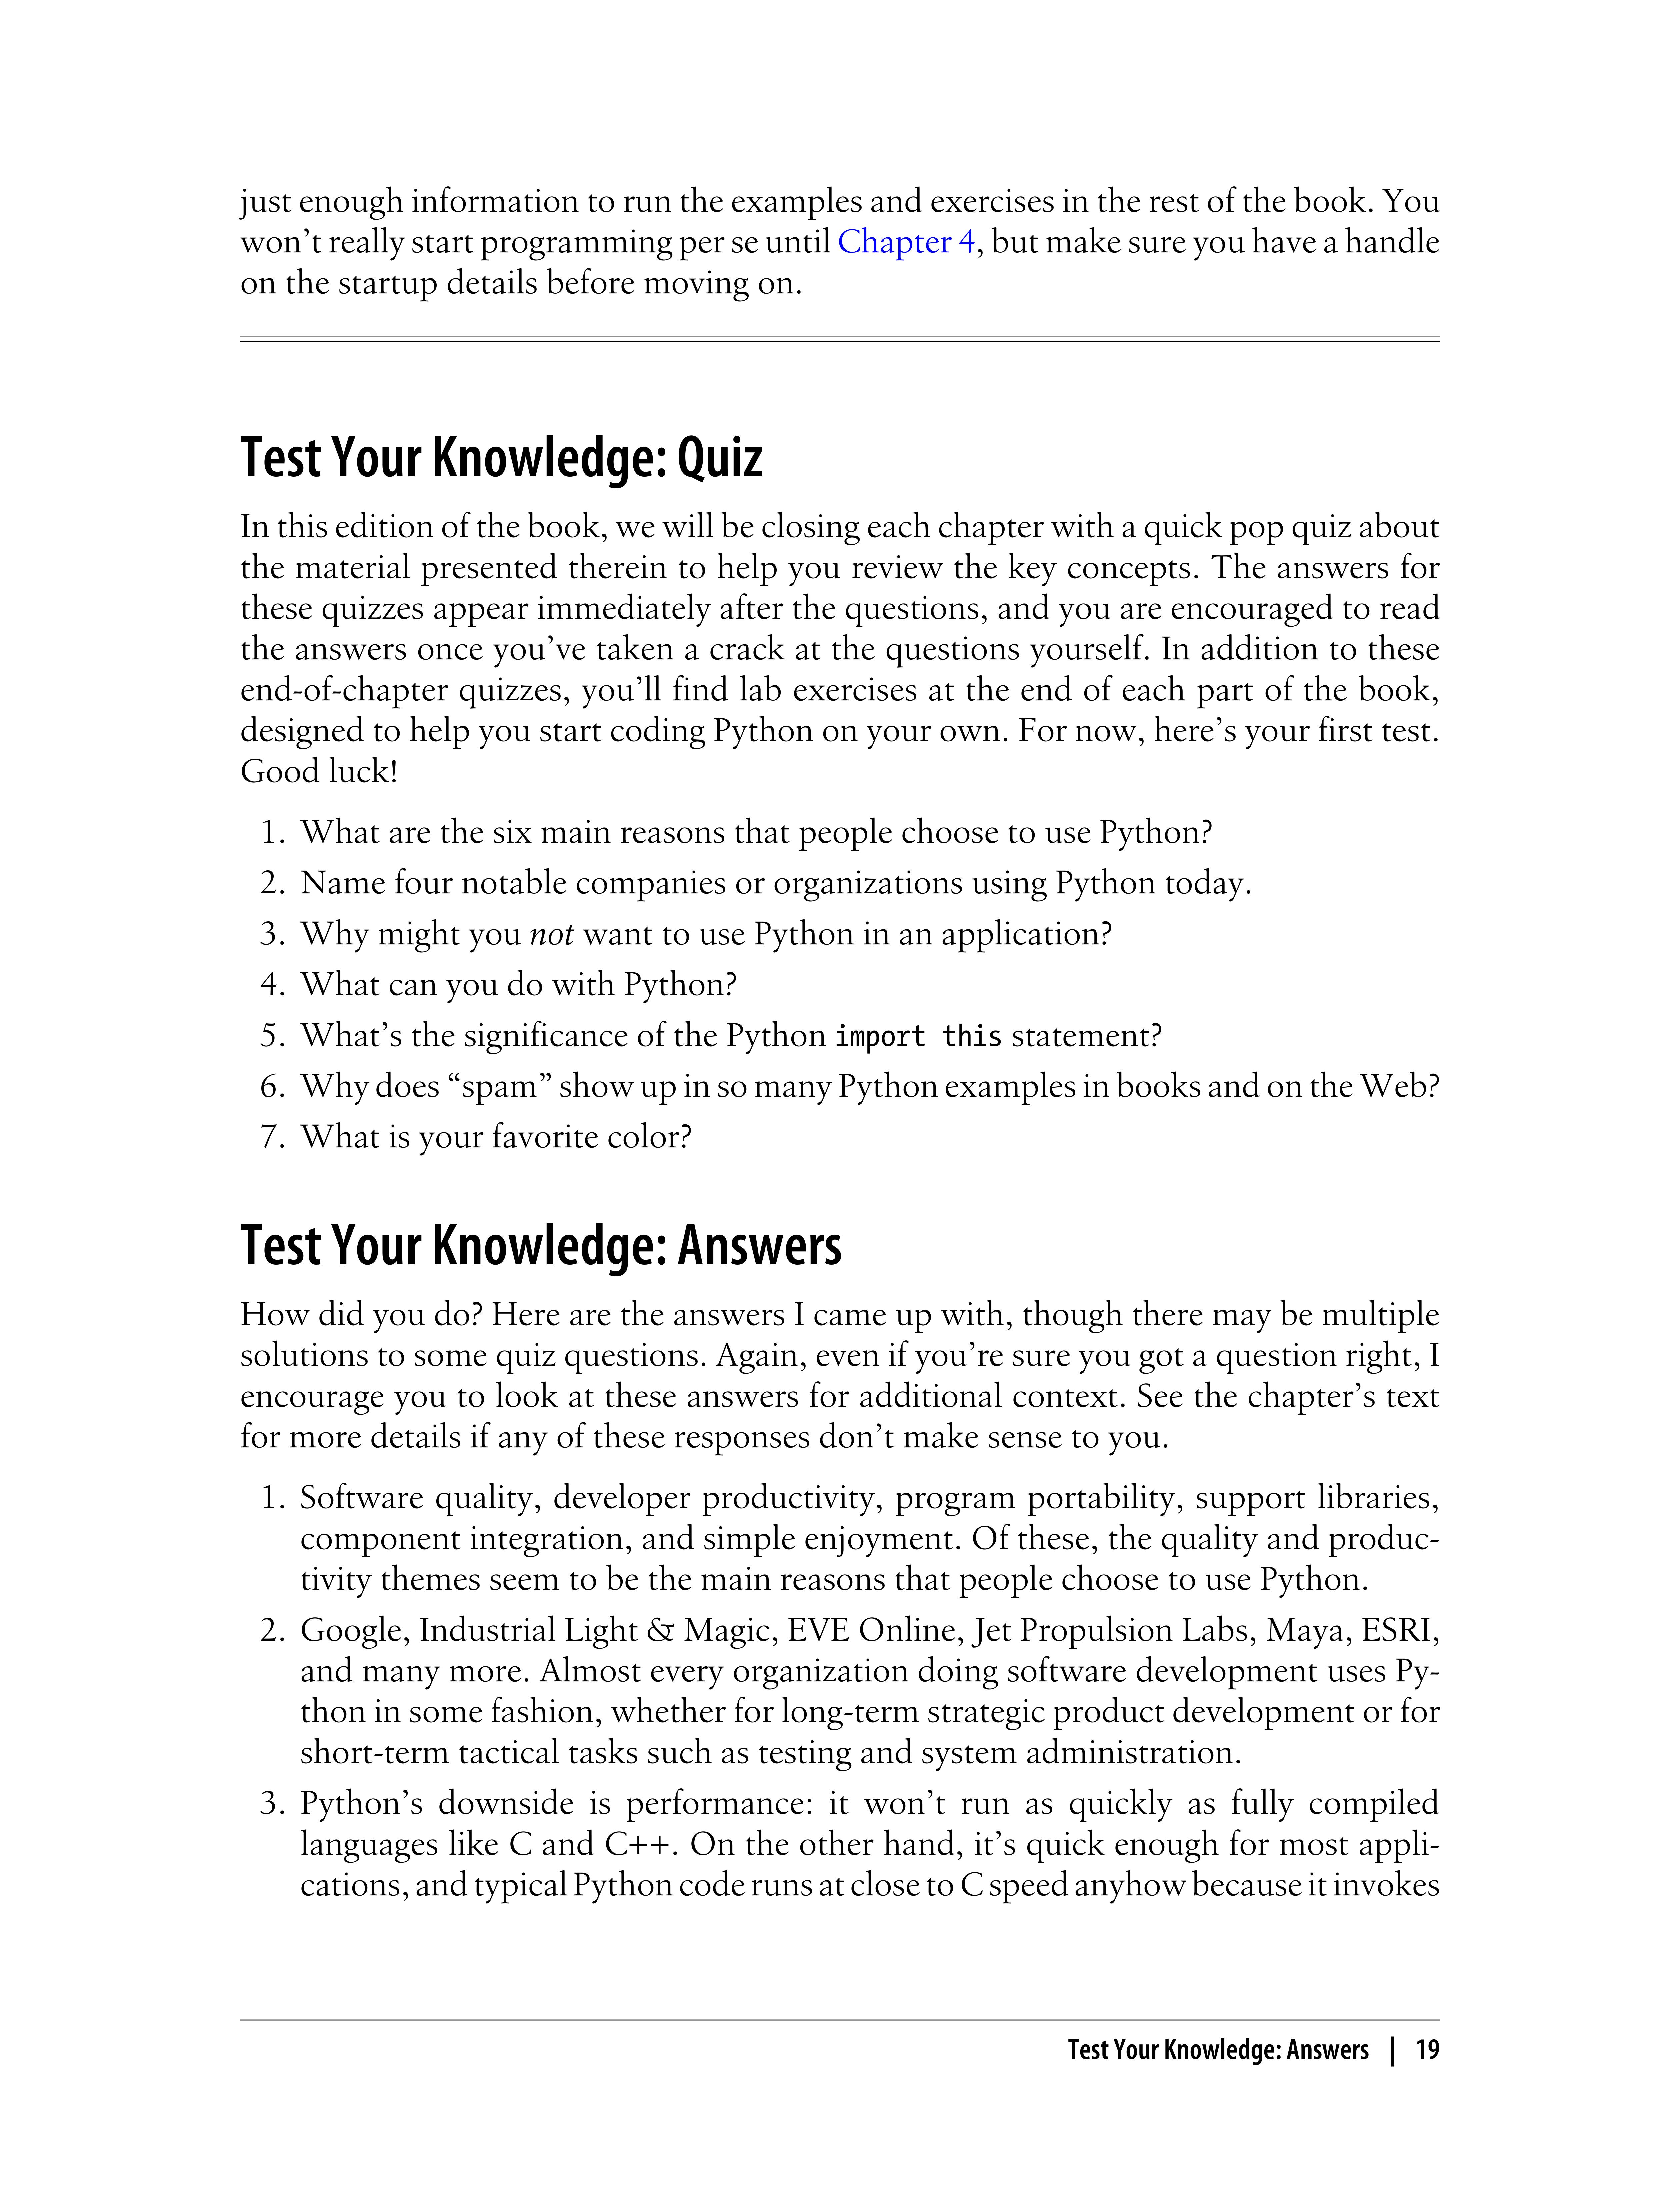 just enough information to run the examples and exercises in the rest of the book. You
won’t really start programming per se until Chapter 4, but make sure you have a handle
on the startup details before moving on.
Test Your Knowledge: Quiz
In this edition of the book, we will be closing each chapter with a quick pop quiz about
the material presented therein to help you review the key concepts. The answers for
these quizzes appear immediately after the questions, and you are encouraged to read
the answers once you’ve taken a crack at the questions yourself. In addition to these
end-of-chapter quizzes, you’ll find lab exercises at the end of each part of the book,
designed to help you start coding Python on your own. For now, here’s your first test.
Good luck!
1. What are the six main reasons that people choose to use Python?
2. Name four notable companies or organizations using Python today.
3. Why might you not want to use Python in an application?
4. What can you do with Python?
5. What’s the significance of the Python import this statement?
6. Why does “spam” show up in so many Python examples in books and on the Web?
7. What is your favorite color?
Test Your Knowledge: Answers
How did you do? Here are the answers I came up with, though there may be multiple
solutions to some quiz questions. Again, even if you’re sure you got a question right, I
encourage you to look at these answers for additional context. See the chapter’s text
for more details if any of these responses don’t make sense to you.
1. Software quality, developer productivity, program portability, support libraries,
component integration, and simple enjoyment. Of these, the quality and produc-
tivity themes seem to be the main reasons that people choose to use Python.
2. Google, Industrial Light & Magic, EVE Online, Jet Propulsion Labs, Maya, ESRI,
and many more. Almost every organization doing software development uses Py-
thon in some fashion, whether for long-term strategic product development or for
short-term tactical tasks such as testing and system administration.
3. Python’s downside is performance: it won’t run as quickly as fully compiled
languages like C and C++. On the other hand, it’s quick enough for most appli-
cations, and typical Python code runs at close to C speed anyhow because it invokes
Test Your Knowledge: Answers | 19